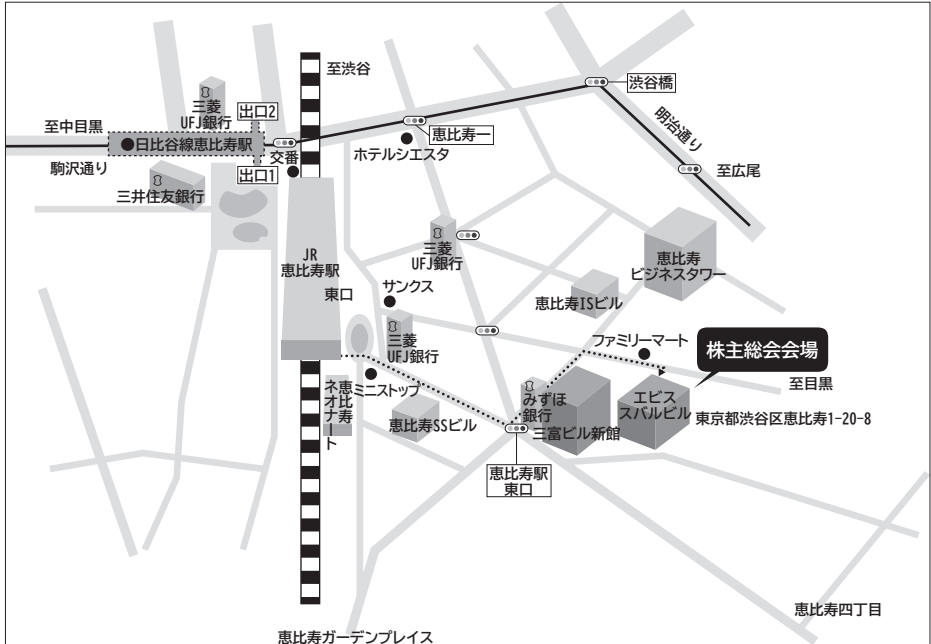 至渋谷
渋谷橋
三菱
UFJ銀行
出口2
至中目黒
恵比寿一
明治通り
●日比谷線恵比寿駅
交番
ホテルシエスタ
駒沢通り
出口1
至広尾
三井住友銀行
三菱
UFJ銀行
JR
恵比寿駅
東口
恵比寿
ビジネスタワー
サンクス
恵比寿ISビル
三菱
UFJ銀行
ファミリーマート
株主総会会場
至目黒
ミニストップ
恵比寿
ネオナート
みずほ
銀行
エビス
スバルビル
東京都渋谷区恵比寿1-20-8
恵比寿SSビル
三富ビル新館
恵比寿駅
東口
恵比寿四丁目
恵比寿ガーデンプレイス